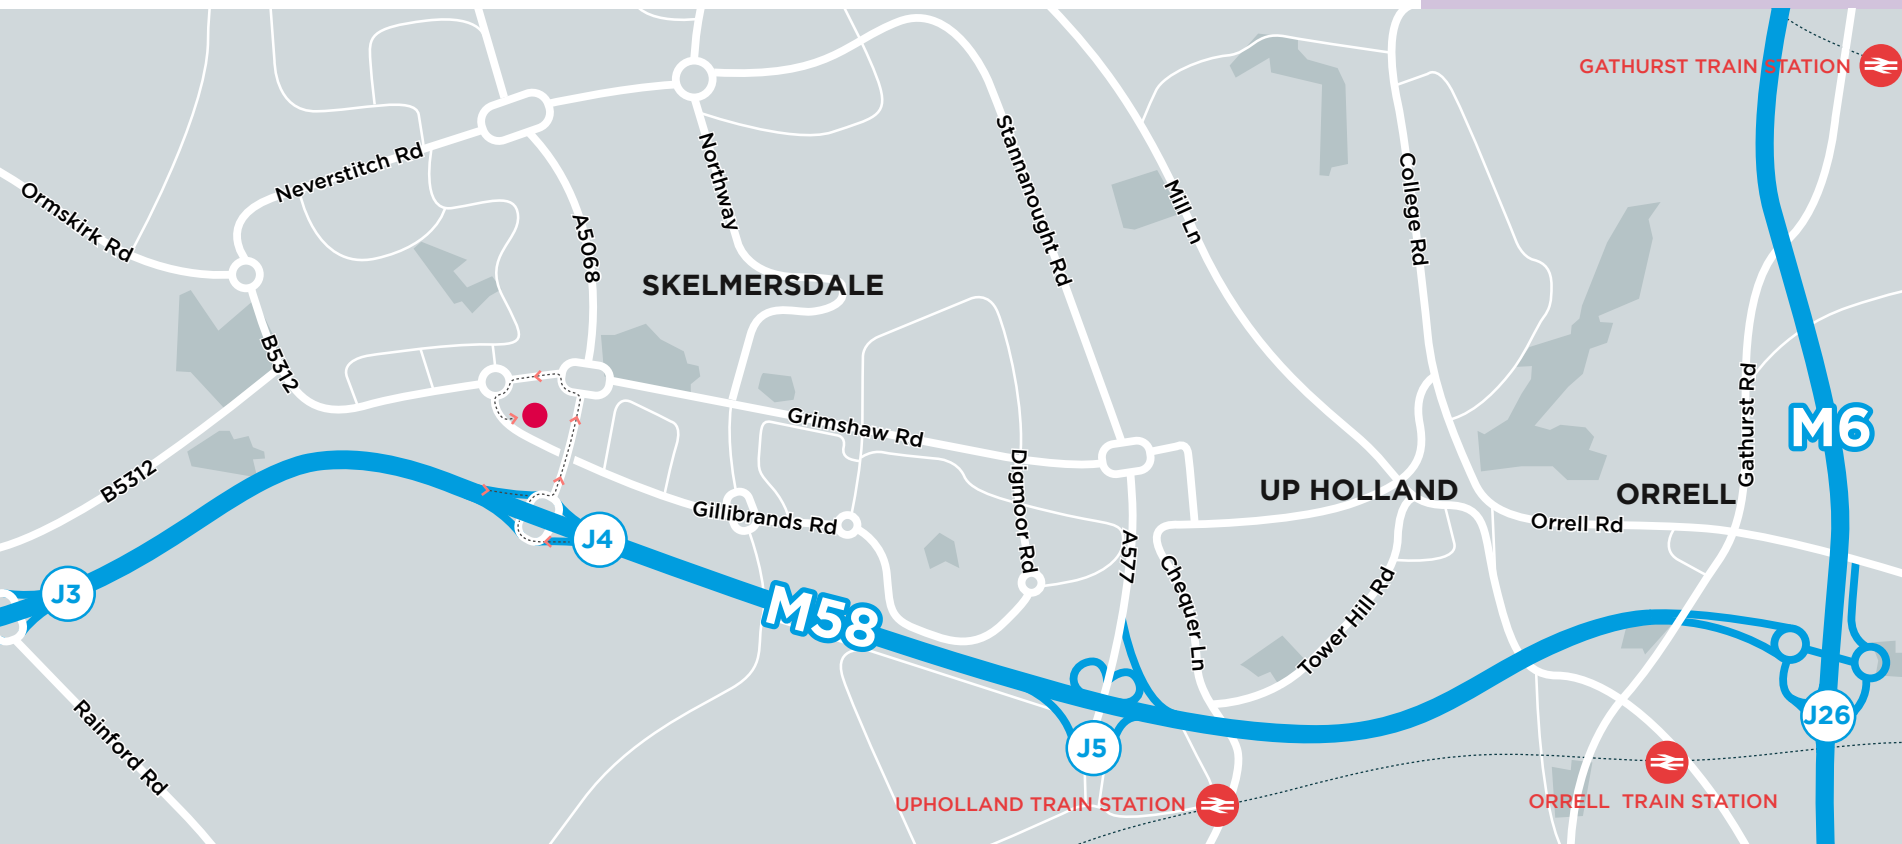 GATHURST TRAIN STATION
Neverstitch Rd
Northway
Stannanought Rd
College Rd
Mill Ln
Ormskirk Rd
A5068
SKELMERSDALE
B5312
Gathurst Rd
M6
Grimshaw Rd
B5312
Digmoor Rd
UP HOLLAND
ORRELL
Gillibrands Rd
Orrell Rd
J4
A577
Chequer Ln
J3
M58
Tower Hill Rd
Rainford Rd
J5
J26
UPHOLLAND TRAIN STATION
ORRELL TRAIN STATION